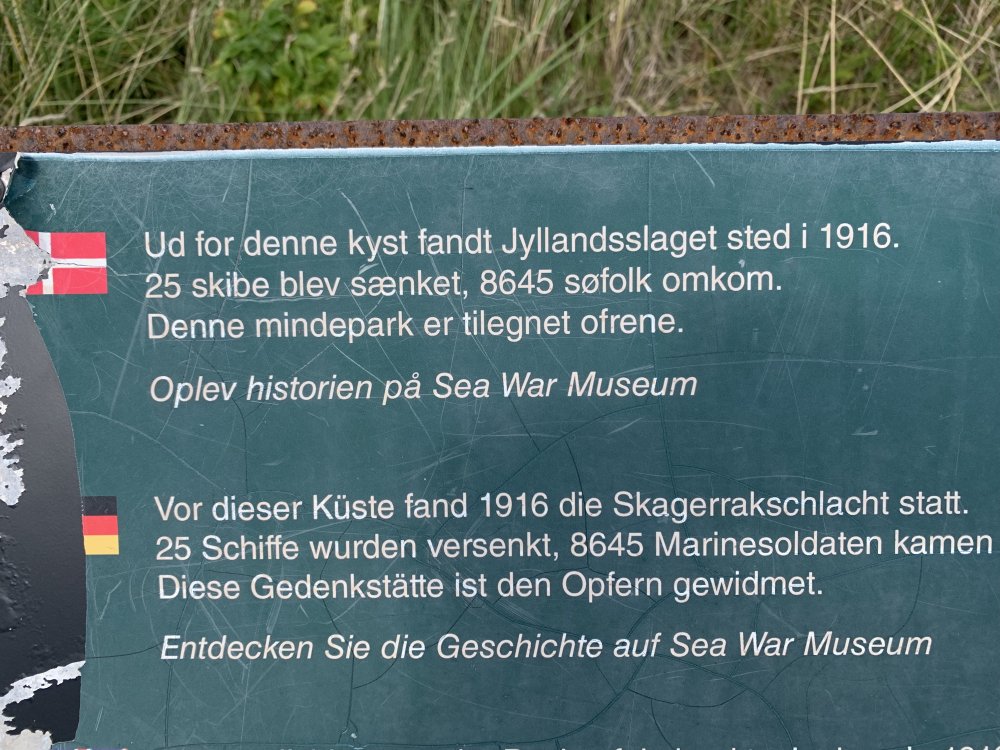 Ud for denne kyst fandt Jyllandsslaget sted i 1916.
25 skibe blev sænket, 8645 søfolk omkom.
Denne mindepark er tilegnet ofrene.
Oplev historien på Sea War Museum
Vor dieser Küste fand 1916 die Skagerrakschlacht statt.
25 Schiffe wurden versenkt, 8645 Marinesoldaten kamen
Diese Gedenkstätte ist den Opfern gewidmet.
Entdecken Sie die Geschichte auf Sea War Museum